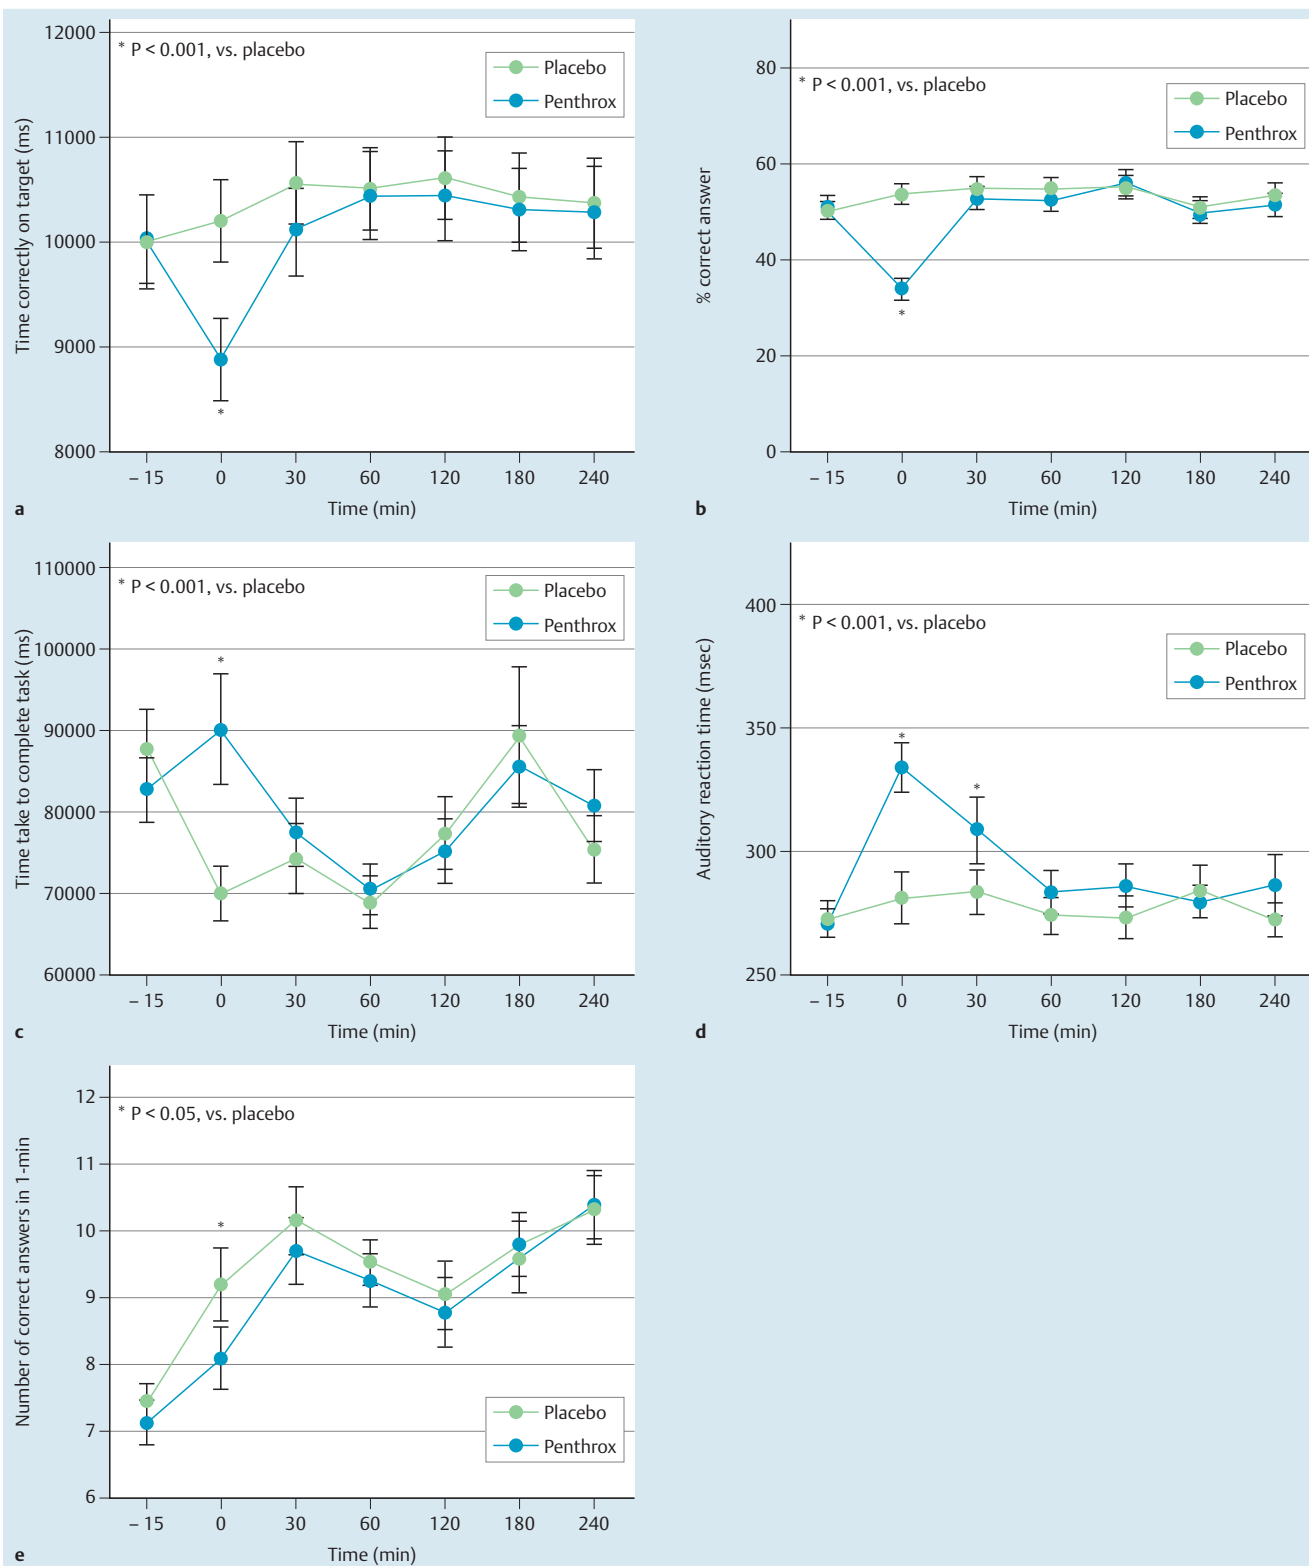 12000
* P < 0.001, vs. placebo
Placebo
Penthrox
11000
10000
9000
*
8000
– 15 0 30 60 120 180 240
Time (min)
Time correctly on target (ms)
a
80
* P < 0.001, vs. placebo
Placebo
Penthrox
60
40
*
20
0
– 15 0 30 60 120 180 240
Time (min)
% correct answer
b
110000
* P < 0.001, vs. placebo
Placebo
Penthrox
100000
*
90000
80000
70000
60000
– 15 0 30 60 120 180 240
Time (min)
Time take to complete task (ms)
c
400
* P < 0.001, vs. placebo
Placebo
Penthrox
350
*
*
300
250
– 15 0 30 60 120 180 240
Time (min)
Auditory reaction time (msec)
d
12
* P < 0.05, vs. placebo
11
10
*
9
8
Placebo
7
Penthrox
6
– 15 0 30 60 120 180 240
Time (min)
Number of correct answers in 1-min
e